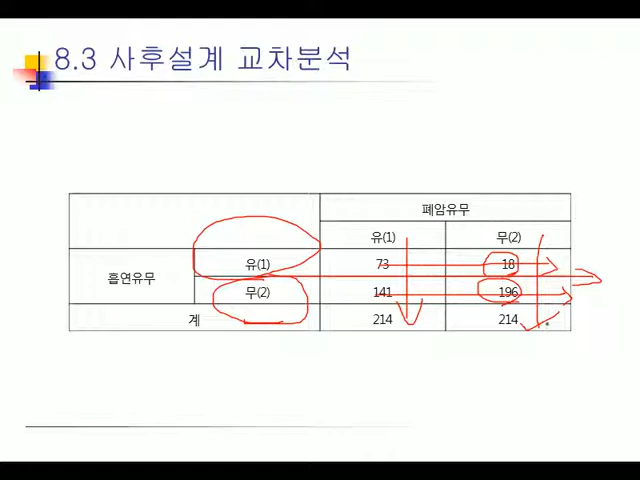 8.3 사후설계 교차분석
폐암유무
유(1) 무(2)
흡연유무 유(1) 73 18
무(2) 141 196
계 214 214